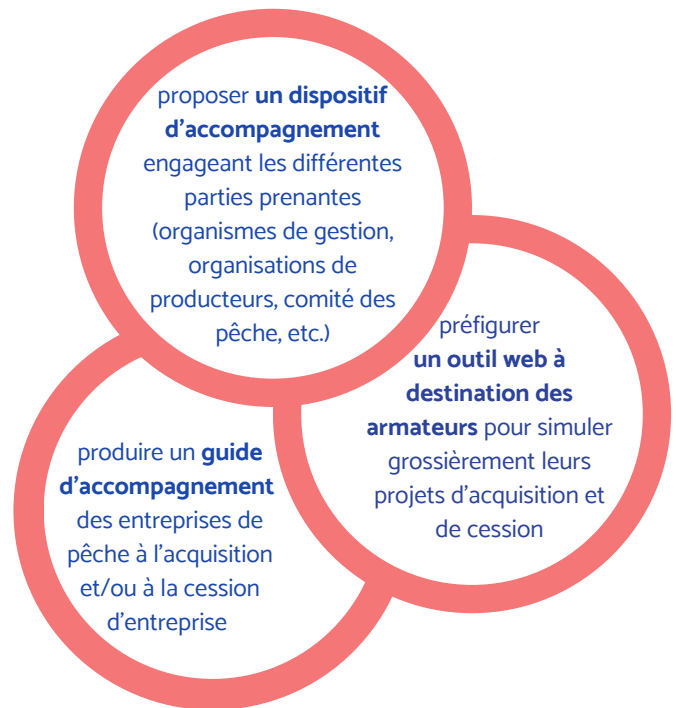 proposer un dispositif
d'accompagnement
engageant les différentes
parties prenantes
(organismes de gestion,
organisations de
producteurs, comité des
pêche, etc.)
préfigurer
un outil web à
destination des
armateurs pour simuler
grossièrement leurs
projets d'acquisition et
de cession
produire un guide
d'accompagnement
des entreprises de
pêche à l'acquisition
et/ou à la cession
d'entreprise